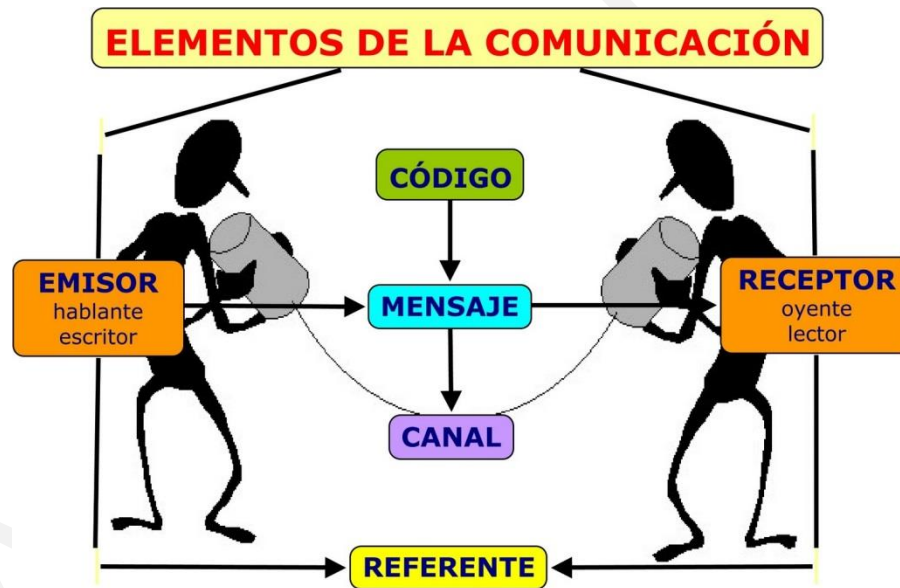 ELEMENTOS DE LA COMUNICACIÓN
CÓDIGO
EMISOR
hablante
escritor
MENSAJE
RECEPTOR
oyente
lector
CANAL
REFERENTE